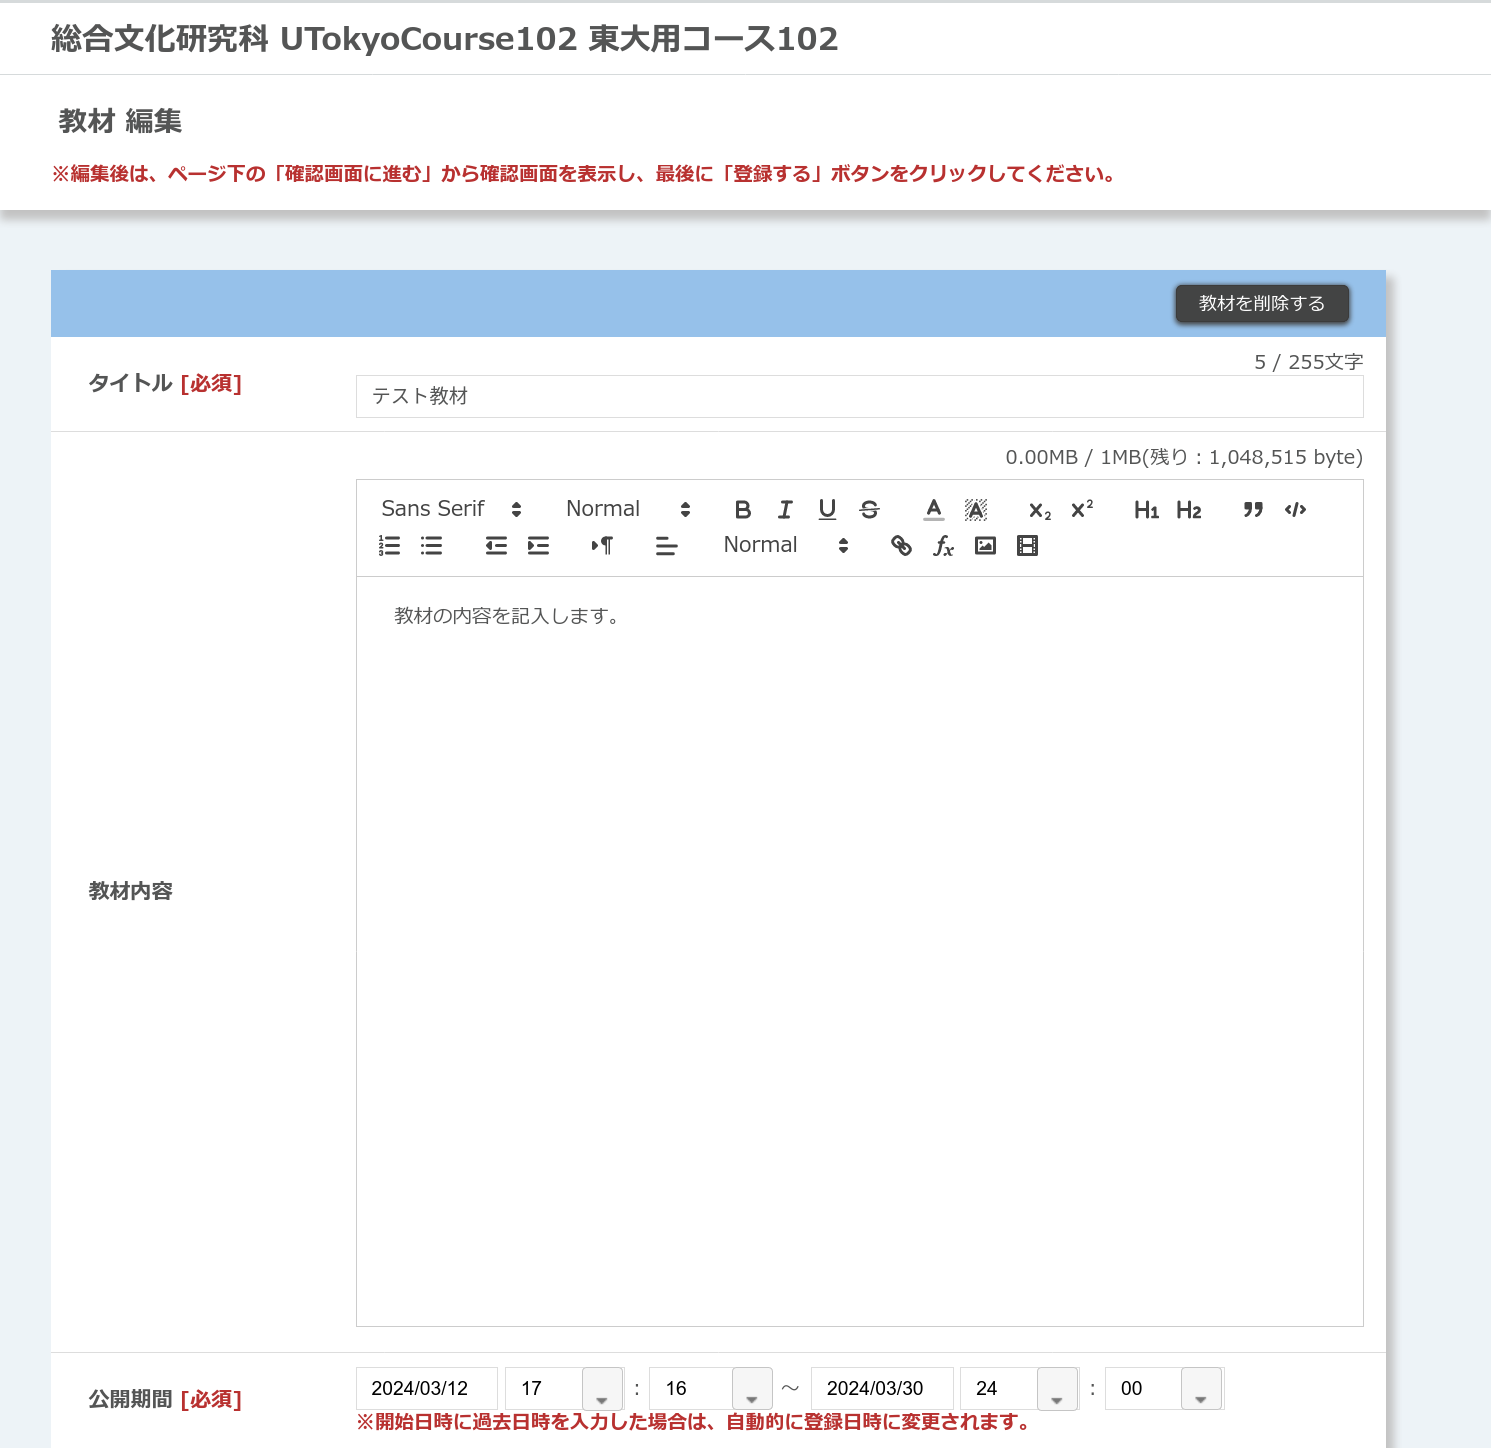 総合文化研究科 UTokyoCourse102 東大用コース102
教材 編集
※編集後は、ページ下の「確認画面に進む」から確認画面を表示し、最後に「登録する」ボタンをクリックしてください。
教材を削除する
5 / 255文字
タイトル [必須]
テスト教材
0.00MB / 1MB(残り : 1,048,515 byte)
Sans Serif Normal B I U S A A x₂ x² H1 H2 ” </>
Normal fx
教材の内容を記入します。
教材内容
公開期間 [必須]
2024/03/12 17 : 16 ～ 2024/03/30 24 : 00
※開始日時に過去日時を入力した場合は、自動的に登録日時に変更されます。